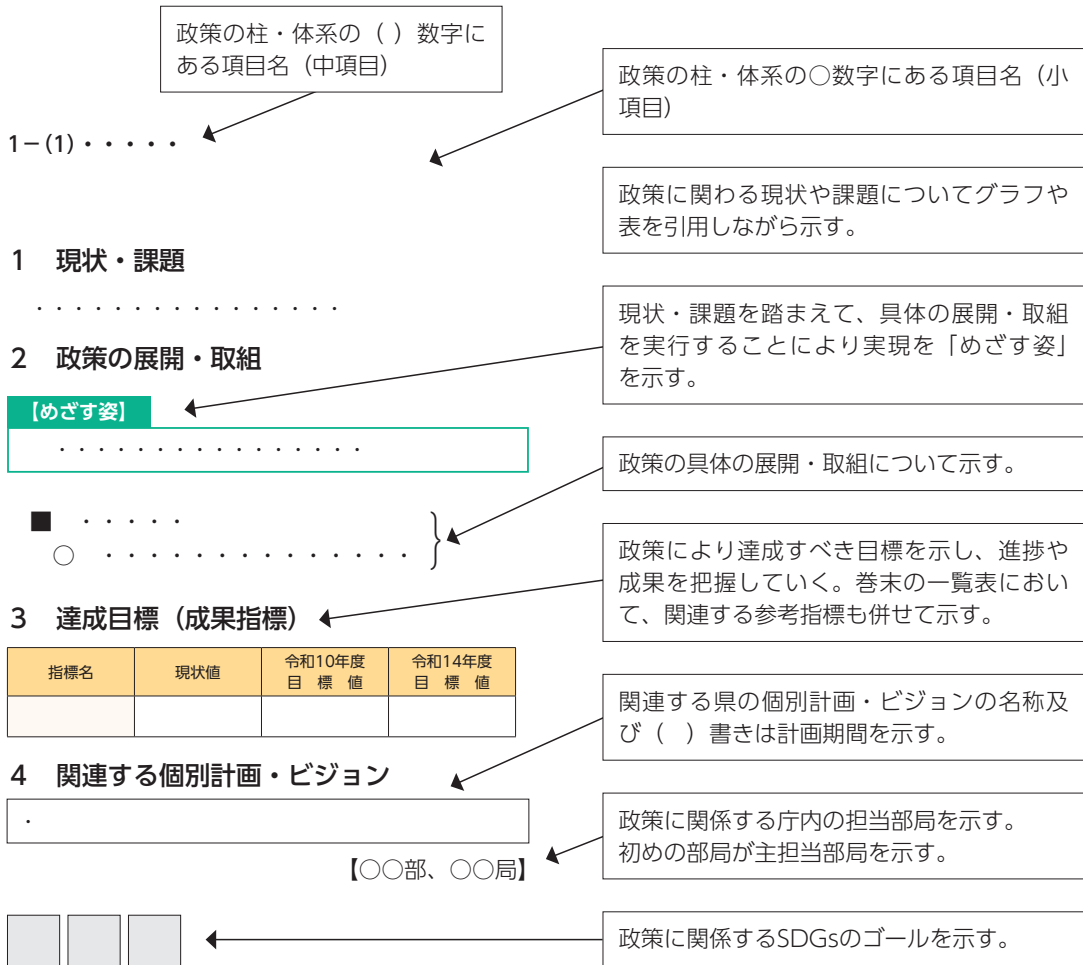 政策の柱・体系の（ ）数字に
ある項目名（中項目）
政策の柱・体系の○数字にある項目名（小
項目）
1－(1)・・・・・
政策に関わる現状や課題についてグラフや
表を引用しながら示す。
1　現状・課題
・・・・・・・・・・・・・・・・
現状・課題を踏まえて、具体の展開・取組
を実行することにより実現を「めざす姿」
を示す。
2　政策の展開・取組
【めざす姿】
・・・・・・・・・・・・・・・・
政策の具体の展開・取組について示す。
■　・・・・・
○　・・・・・・・・・・・・・・
政策により達成すべき目標を示し、進捗や
成果を把握していく。巻末の一覧表におい
て、関連する参考指標も併せて示す。
3　達成目標（成果指標）
指標名　現状値　令和10年度　令和14年度
目 標 値　目 標 値
関連する県の個別計画・ビジョンの名称及
び（　）書きは計画期間を示す。
4　関連する個別計画・ビジョン
・
政策に関係する庁内の担当部局を示す。
初めの部局が主担当部局を示す。
【○○部、○○局】
政策に関係するSDGsのゴールを示す。